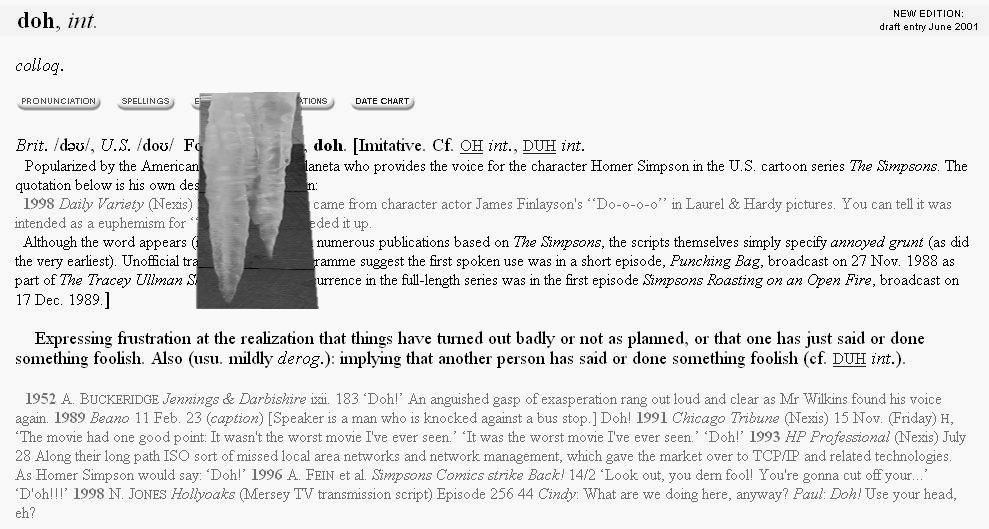 doh, int.
NEW EDITION:
draft entry June 2001
colloq.
PRONUNCIATION SPELLINGS DATE CHART
Brit. /dəʊ/, U.S. /doʊ/ doh. [Imitative. Cf. OH int., DUH int.
Popularized by the American who provides the voice for the character Homer Simpson in the U.S. cartoon series The Simpsons. The
quotation below is his own
1998 Daily Variety (Nexis) came from character actor James Finlayson's ‘‘Do-o-o-o’’ in Laurel & Hardy pictures. You can tell it was
intended as a euphemism for it up.
Although the word appears numerous publications based on The Simpsons, the scripts themselves simply specify annoyed grunt (as did
the very earliest). Unofficial suggest the first spoken use was in a short episode, Punching Bag, broadcast on 27 Nov. 1988 as
part of The Tracey Ullman in the full-length series was in the first episode Simpsons Roasting on an Open Fire, broadcast on
17 Dec. 1989.]
Expressing frustration at the realization that things have turned out badly or not as planned, or that one has just said or done
something foolish. Also (usu. mildly derog.): implying that another person has said or done something foolish (cf. DUH int.).
1952 A. BUCKERIDGE Jennings & Darbishire ixii. 183 ‘Doh!’ An anguished gasp of exasperation rang out loud and clear as Mr Wilkins found his voice
again. 1989 Beano 11 Feb. 23 (caption) [Speaker is a man who is knocked against a bus stop.] Doh! 1991 Chicago Tribune (Nexis) 15 Nov. (Friday) H,
‘The movie had one good point: It wasn't the worst movie I've ever seen.’ ‘It was the worst movie I've ever seen.’ ‘Doh!’ 1993 HP Professional (Nexis) July
28 Along their long path ISO sort of missed local area networks and network management, which gave the market over to TCP/IP and related technologies.
As Homer Simpson would say: ‘Doh!’ 1996 A. FEIN et al. Simpsons Comics strike Back! 14/2 ‘Look out, you dern fool! You're gonna cut off your...’
‘D'oh!!!’ 1998 N. JONES Hollyoaks (Mersey TV transmission script) Episode 256 44 Cindy: What are we doing here, anyway? Paul: Doh! Use your head,
eh?